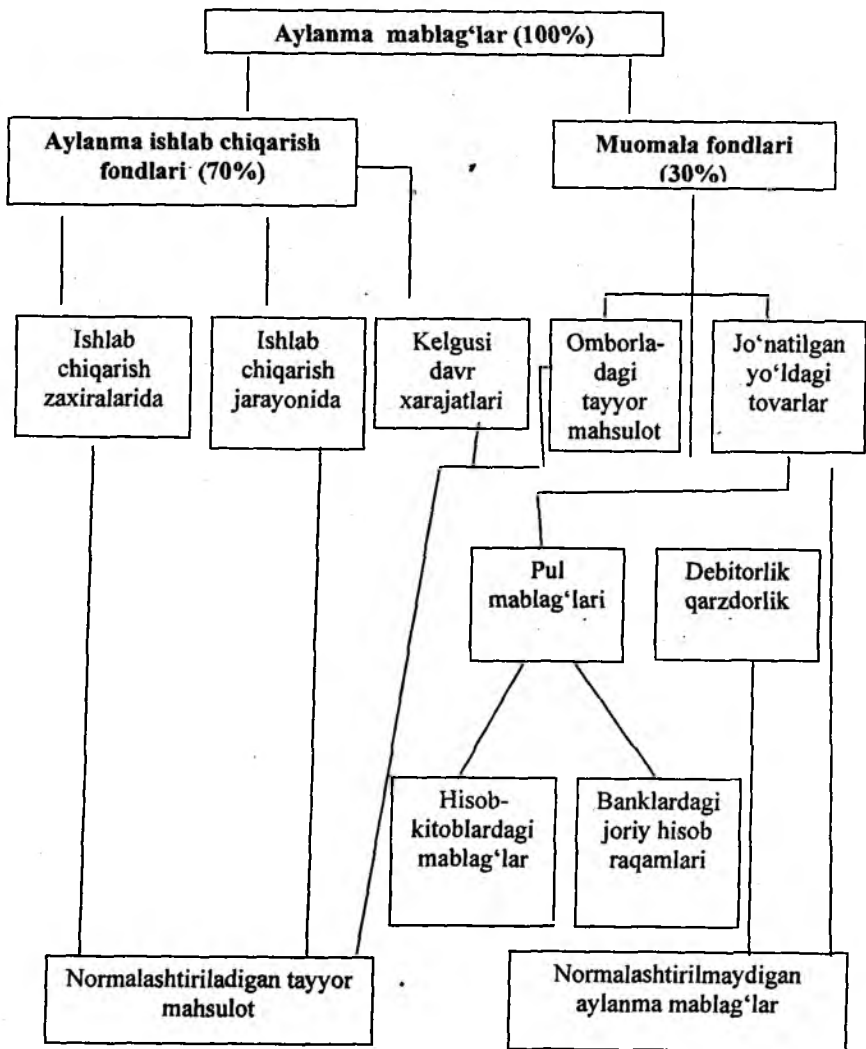 Aylanma mablag‘lar (100%)
Aylanma ishlab chiqarish
fondlari (70%)
Muomala fondlari
(30%)
Ishlab
chiqarish
zaxiralarida
Ishlab
chiqarish
jarayonida
Kelgusi
davr
xarajatlari
Omborla-
dagi
tayyor
mahsulot
Jo‘natilgan
yo‘ldagi
tovarlar
Pul
mablag‘lari
Debitorlik
qarzdorlik
Hisob-
kitoblardagi
mablag‘lar
Banklardagi
joriy hisob
raqamlari
Normalashtiriladigan tayyor
mahsulot
Normalashtirilmaydigan
aylanma mablag‘lar